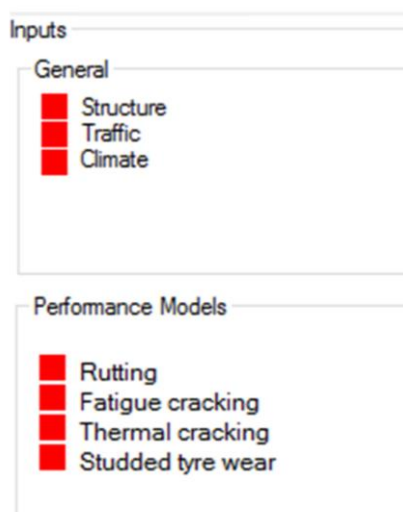 Inputs
General
Structure
Traffic
Climate
Performance Models
Rutting
Fatigue cracking
Thermal cracking
Studded tyre wear